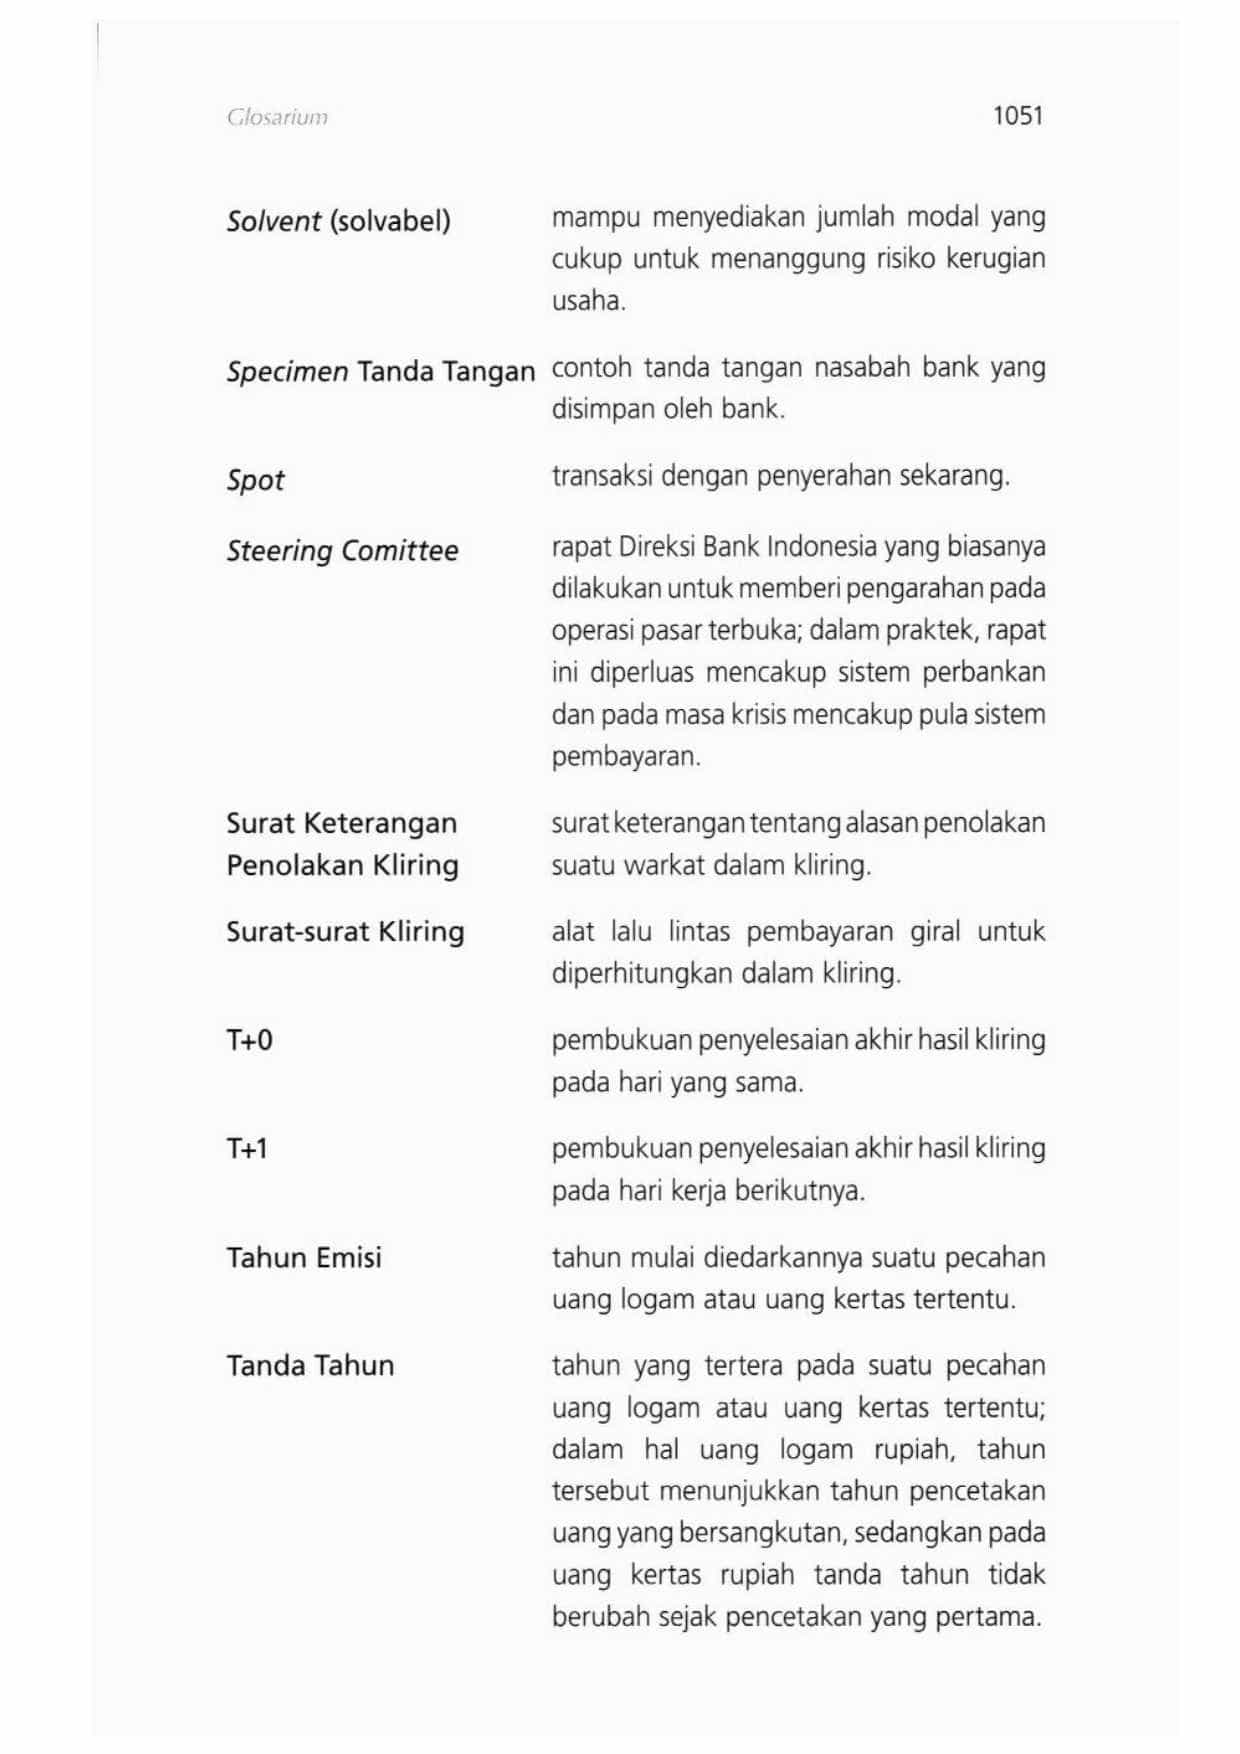 Glosarium 1051
Solvent (solvabel) mampu menyediakan jumlah modal yang
cukup untuk menanggung risiko kerugian
usaha.
Specimen Tanda Tangan contoh tanda tangan nasabah bank yang
disimpan oleh bank.
Spot transaksi dengan penyerahan sekarang.
Steering Comittee rapat Direksi Bank Indonesia yang biasanya
dilakukan untuk memberi pengarahan pada
operasi pasar terbuka; dalam praktek, rapat
ini diperluas mencakup sistem perbankan
dan pada masa krisis mencakup pula sistem
pembayaran.
Surat Keterangan surat keterangan tentang alasan penolakan
Penolakan Kliring suatu warkat dalam kliring.
Surat-surat Kliring alat lalu lintas pembayaran giral untuk
diperhitungkan dalam kliring.
T+0 pembukuan penyelesaian akhir hasil kliring
pada hari yang sama.
T+1 pembukuan penyelesaian akhir hasil kliring
pada hari kerja berikutnya.
Tahun Emisi tahun mulai diedarkannya suatu pecahan
uang logam atau uang kertas tertentu.
Tanda Tahun tahun yang tertera pada suatu pecahan
uang logam atau uang kertas tertentu;
dalam hal uang logam rupiah, tahun
tersebut menunjukkan tahun pencetakan
uang yang bersangkutan, sedangkan pada
uang kertas rupiah tanda tahun tidak
berubah sejak pencetakan yang pertama.